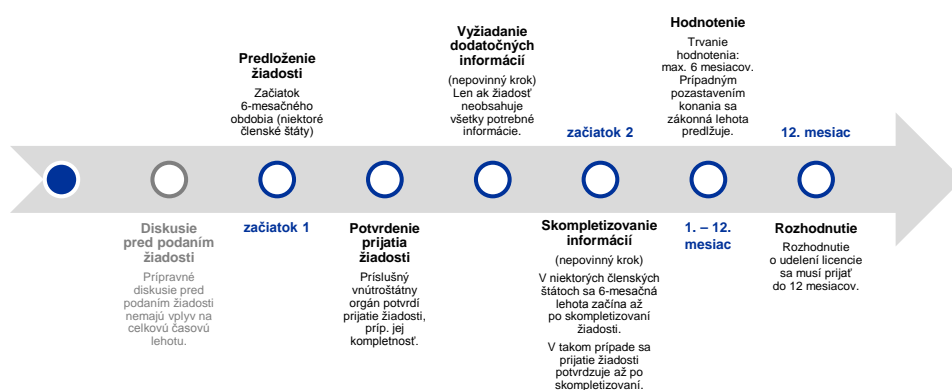 Diskusie
pred podaním
žiadosti
Prípravné
diskusie pred
podaním žiadosti
nemajú vplyv na
celkovú časovú
lehotu.
Predloženie
žiadosti
Začiatok
6-mesačného
obdobia (niektoré
členské štáty)
začiatok 1
Potvrdenie
prijatia
žiadosti
Príslušný
vnútroštátny
orgán potvrdí
prijatie žiadosti,
príp. jej
kompletnosť.
Vyžiadanie
dodatočných
informácií
(nepovinný krok)
Len ak žiadosť
neobsahuje
všetky potrebné
informácie.
začiatok 2
Skompletizovanie
informácií
(nepovinný krok)
V niektorých členských
štátoch sa 6-mesačná
lehota začína až
po skompletizovaní
žiadosti.
V takom prípade sa
prijatie žiadosti
potvrdzuje až po
skompletizovaní.
Hodnotenie
Trvanie
hodnotenia:
max. 6 mesiacov.
Prípadným
pozastavením
konania sa
zákonná lehota
predlžuje.
1. – 12.
mesiac
12. mesiac
Rozhodnutie
Rozhodnutie
o udelení licencie
sa musí prijať
do 12 mesiacov.